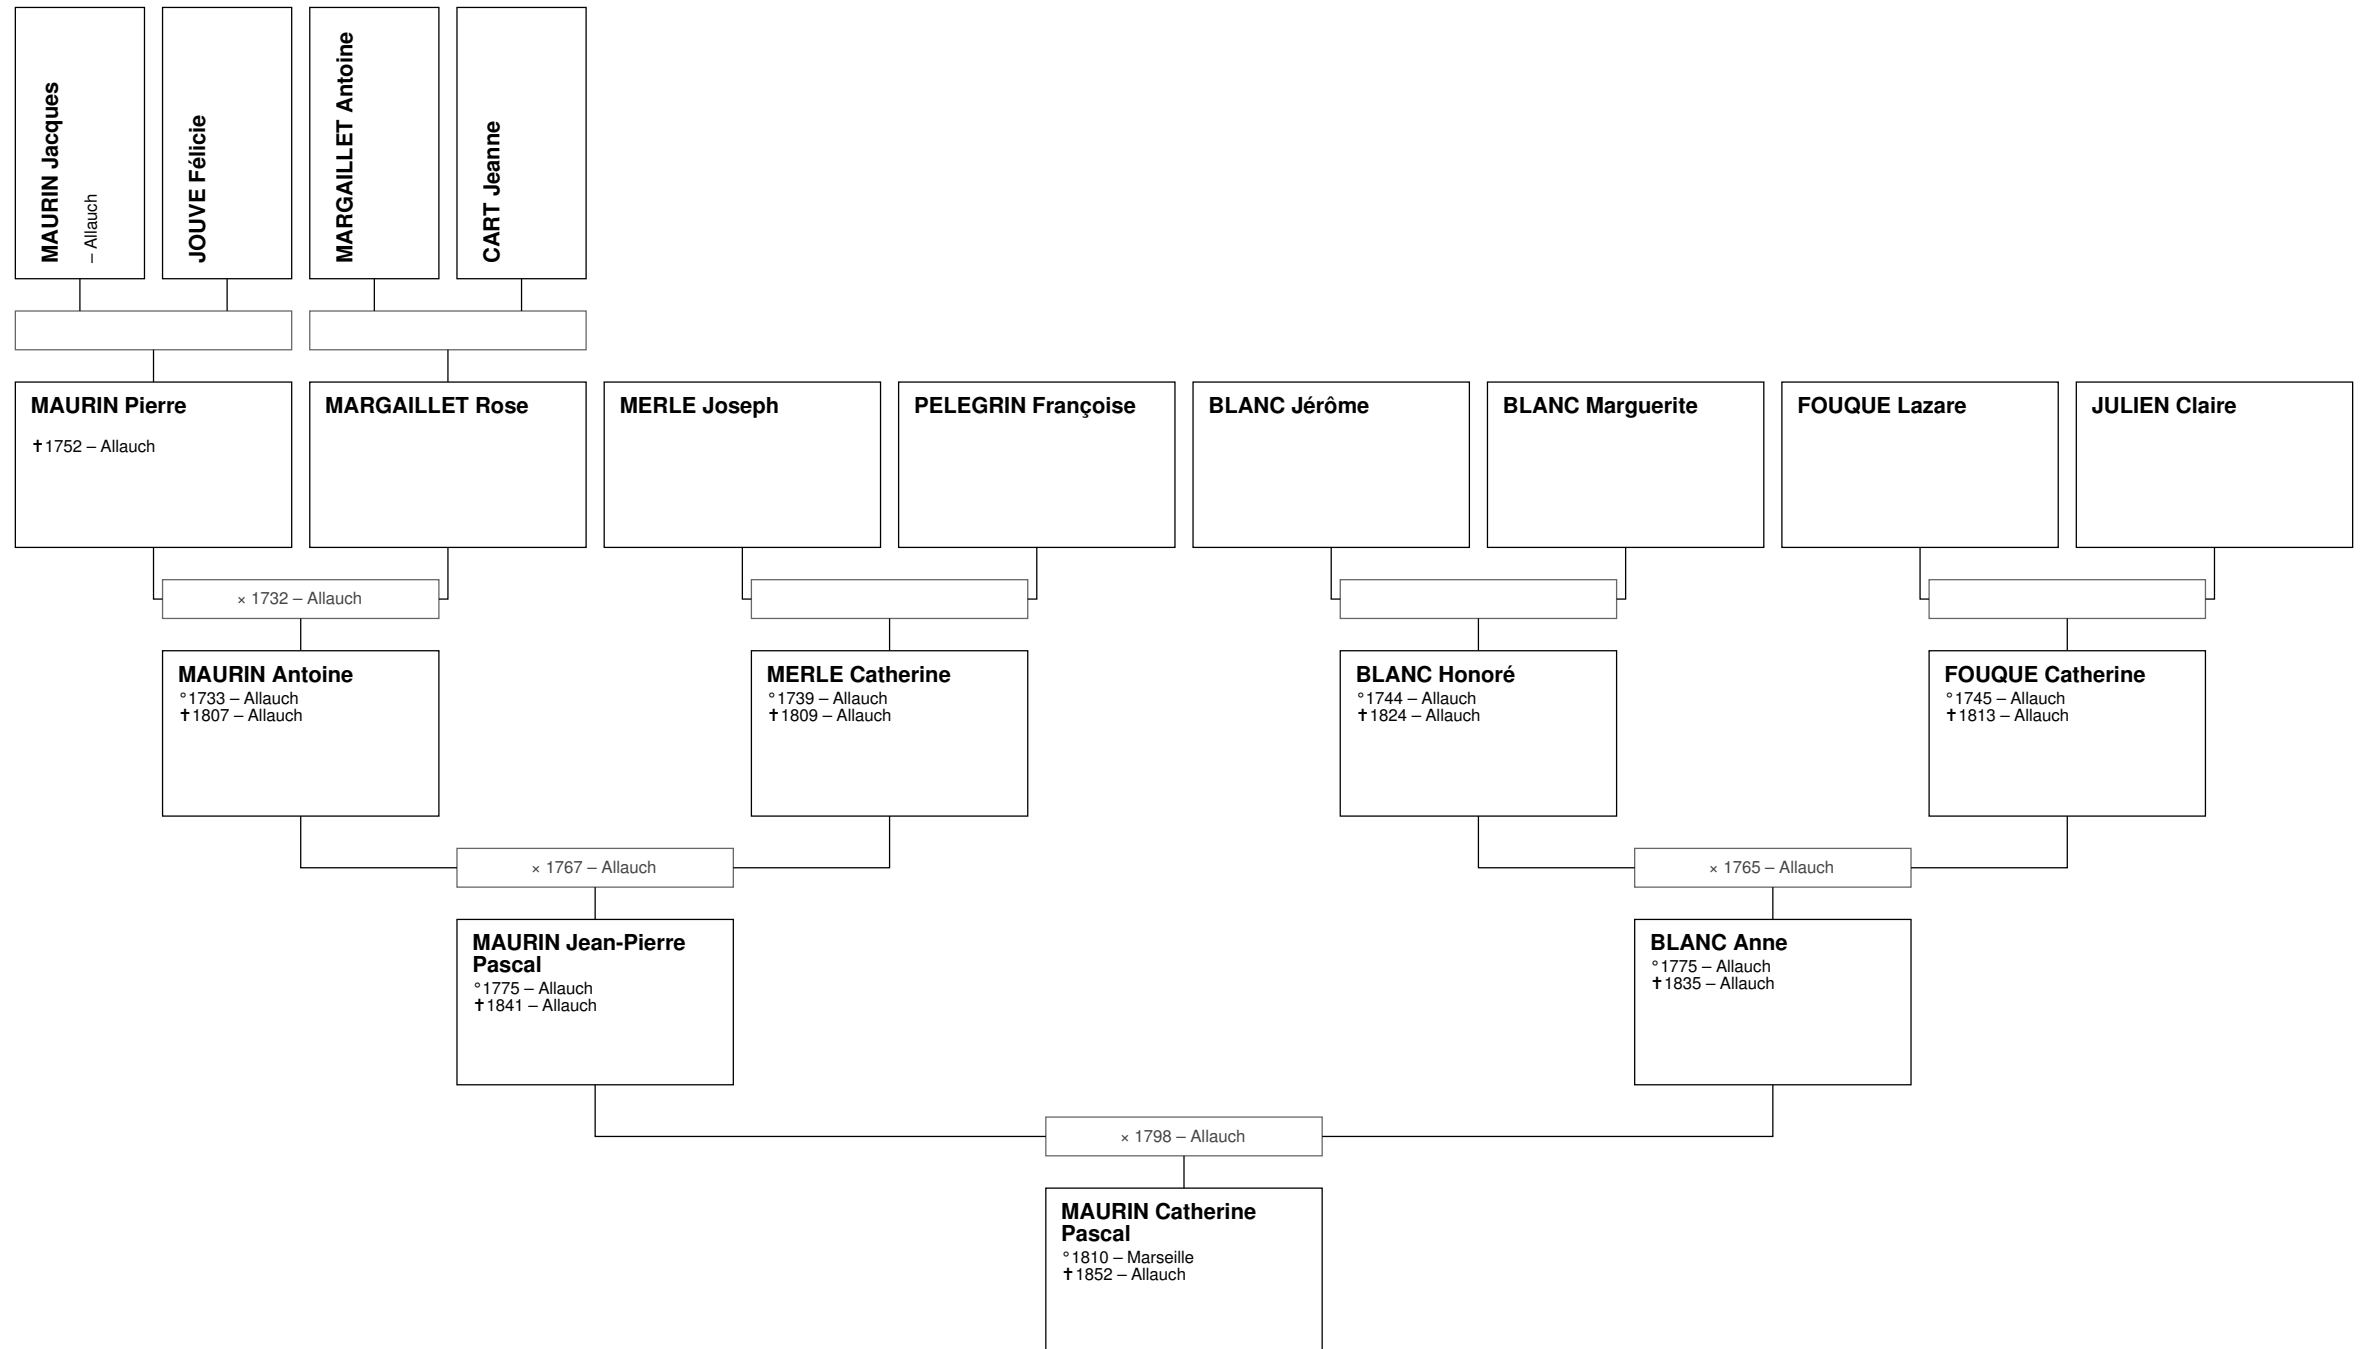 MAURIN Jacques
– Allauch
JOUVE Félicie
MARGAILLET Antoine
CART Jeanne
MAURIN Pierre
✝1752 – Allauch
MARGAILLET Rose
MERLE Joseph
PELEGRIN Françoise
BLANC Jérôme
BLANC Marguerite
FOUQUE Lazare
JULIEN Claire
× 1732 – Allauch
MAURIN Antoine
°1733 – Allauch
✝1807 – Allauch
MERLE Catherine
°1739 – Allauch
✝1809 – Allauch
BLANC Honoré
°1744 – Allauch
✝1824 – Allauch
FOUQUE Catherine
°1745 – Allauch
✝1813 – Allauch
× 1767 – Allauch
× 1765 – Allauch
MAURIN Jean-Pierre
Pascal
°1775 – Allauch
✝1841 – Allauch
BLANC Anne
°1775 – Allauch
✝1835 – Allauch
× 1798 – Allauch
MAURIN Catherine
Pascal
°1810 – Marseille
✝1852 – Allauch